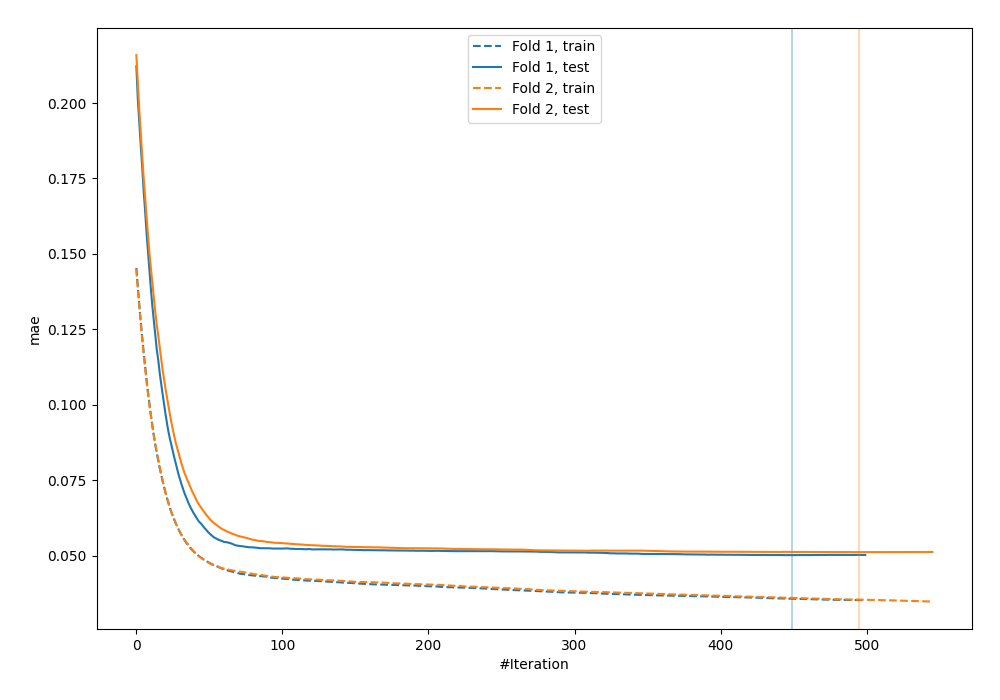 Fold 1, train
Fold 1, test
Fold 2, train
Fold 2, test
0.200
0.175
0.150
0.125
0.100
0.075
0.050
mae
0 100 200 300 400 500
#Iteration